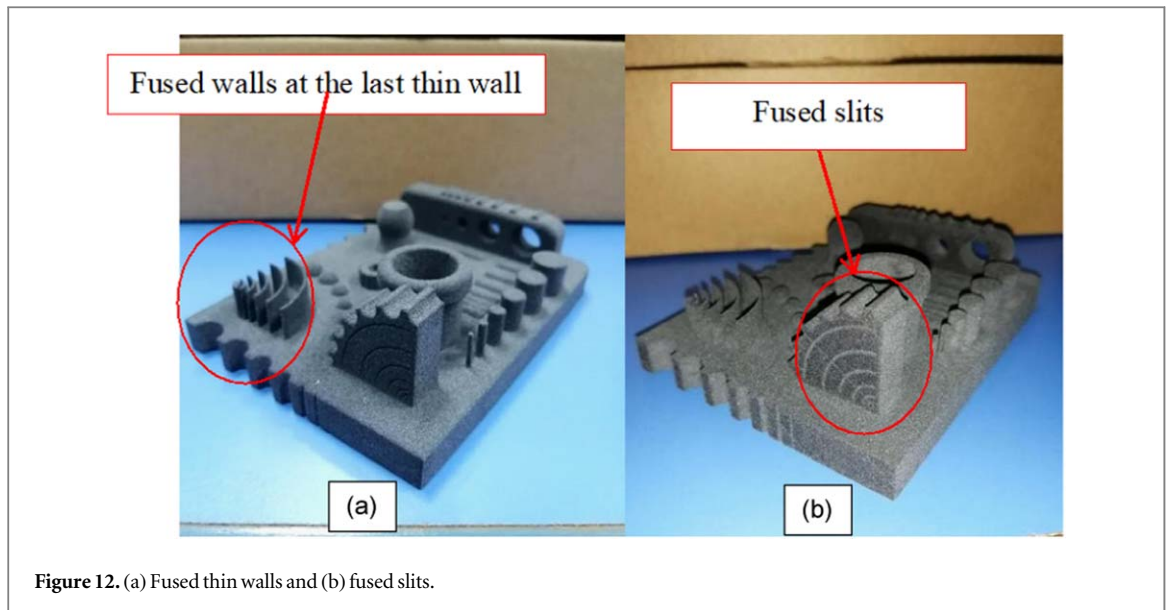 Fused walls at the last thin wall
Fused slits
(a)
(b)
Figure 12. (a) Fused thin walls and (b) fused slits.